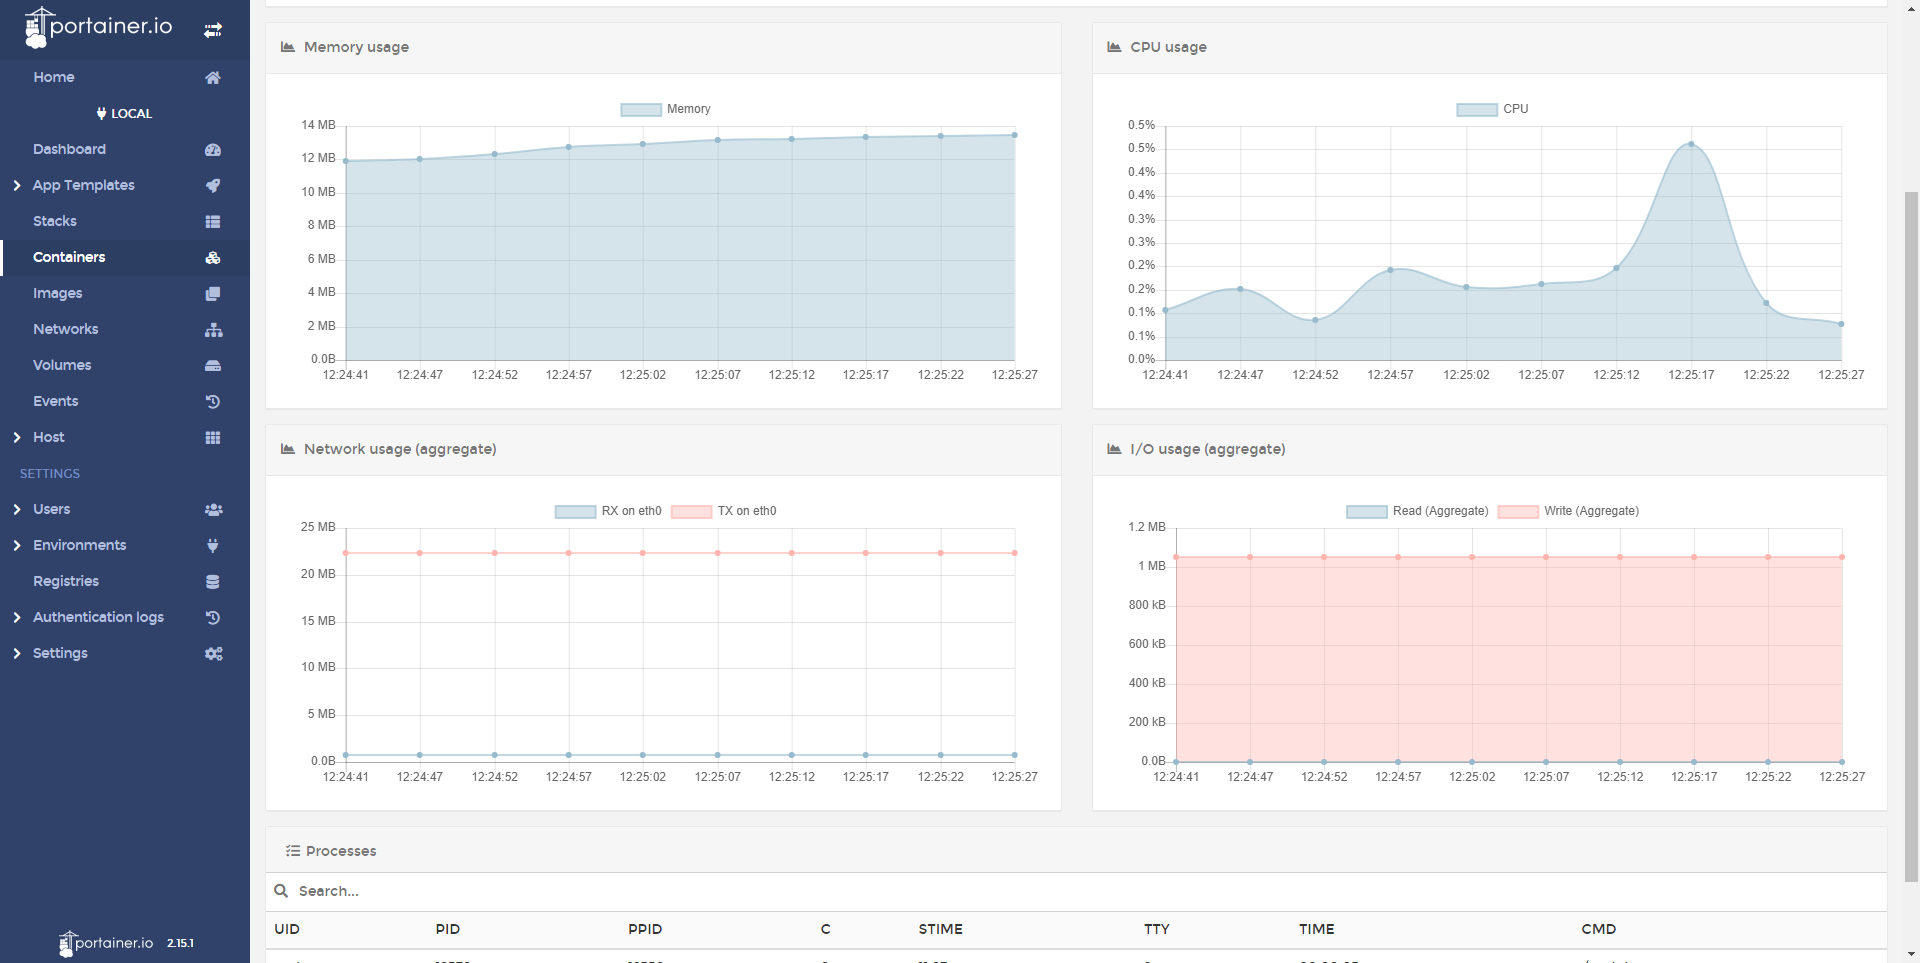 portainer.io
Home
LOCAL
Dashboard
App Templates
Stacks
Containers
Images
Networks
Volumes
Events
Host
SETTINGS
Users
Environments
Registries
Authentication logs
Settings
portainer.io 2.15.1
Memory usage
Memory
14 MB
12 MB
10 MB
8 MB
6 MB
4 MB
2 MB
0.0B
12:24:41 12:24:47 12:24:52 12:24:57 12:25:02 12:25:07 12:25:12 12:25:17 12:25:22 12:25:27
CPU usage
CPU
0.5%
0.5%
0.4%
0.4%
0.3%
0.3%
0.2%
0.2%
0.1%
0.1%
0.0%
12:24:41 12:24:47 12:24:52 12:24:57 12:25:02 12:25:07 12:25:12 12:25:17 12:25:22 12:25:27
Network usage (aggregate)
RX on eth0 TX on eth0
25 MB
20 MB
15 MB
10 MB
5 MB
0.0B
12:24:41 12:24:47 12:24:52 12:24:57 12:25:02 12:25:07 12:25:12 12:25:17 12:25:22 12:25:27
I/O usage (aggregate)
Read (Aggregate) Write (Aggregate)
1.2 MB
1 MB
800 kB
600 kB
400 kB
200 kB
0.0B
12:24:41 12:24:47 12:24:52 12:24:57 12:25:02 12:25:07 12:25:12 12:25:17 12:25:22 12:25:27
Processes
Search...
UID PID PPID C STIME TTY TIME CMD